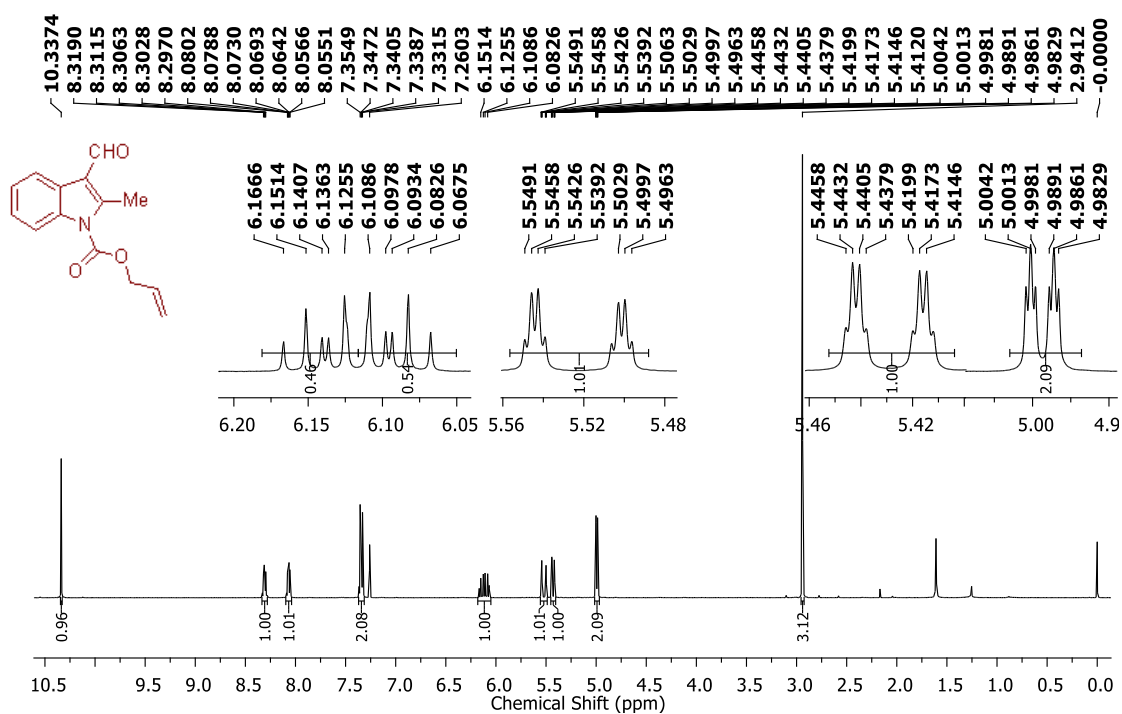 10.3374 8.3190 8.3115 8.3063 8.3028 8.2970 8.0802 8.0788 8.0730 8.0693 8.0642 8.0566 8.0551 7.3549 7.3472 7.3405 7.3387 7.3315 7.2603 6.1514 6.1255 6.1086 6.0826 5.5491 5.5458 5.5426 5.5392 5.5063 5.5029 5.4997 5.4963 5.4458 5.4432 5.4405 5.4379 5.4199 5.4173 5.4146 5.4120 5.0042 5.0013 4.9981 4.9891 4.9861 4.9829 2.9412 -0.0000
CHO
Me
N
O
O
6.1666 6.1514 6.1407 6.1363 6.1255 6.1086 6.0978 6.0934 6.0826 6.0675
5.5491 5.5458 5.5426 5.5392 5.5029 5.4997 5.4963
5.4458 5.4432 5.4405 5.4379 5.4199 5.4173 5.4146
5.0042 5.0013 4.9981 4.9891 4.9861 4.9829
0.46 0.54
1.01
1.00
2.09
6.20 6.15 6.10 6.05
5.56 5.52 5.48
5.46 5.42
5.00 4.9
0.96 1.00 1.01 2.08 1.00 1.01 1.00 2.09 3.12
10.5 9.5 9.0 8.5 8.0 7.5 7.0 6.5 6.0 5.5 5.0 4.5 4.0 3.5 3.0 2.5 2.0 1.5 1.0 0.5 0.0
Chemical Shift (ppm)